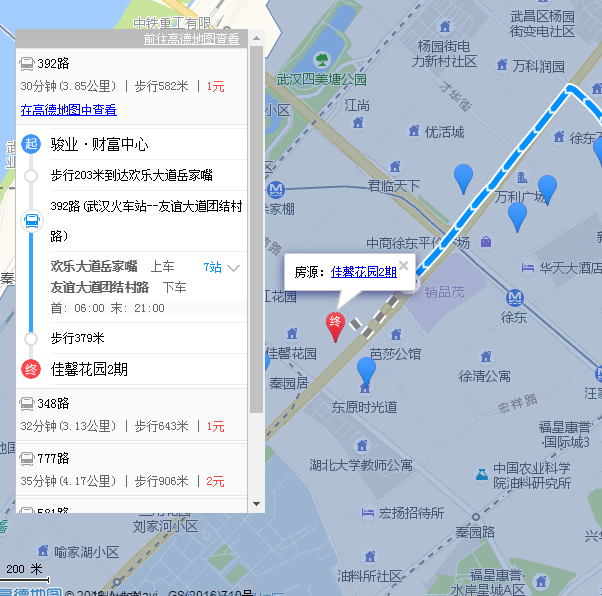 前往高德地图查看
392路
30分钟(3.85公里) | 步行582米 | 1元
在高德地图中查看
起 骏业·财富中心
步行203米到达欢乐大道岳家嘴
392路(武汉火车站--友谊大道团结村
路)
欢乐大道岳家嘴 上车 7站
友谊大道团结村路 下车
首: 06:00 末: 21:00
步行379米
终 佳馨花园2期
348路
32分钟(3.13公里) | 步行643米 | 1元
777路
35分钟(4.17公里) | 步行906米 | 2元
581路
中铁重工有限
武昌区杨园
街变电社区
杨园街电
力新村社区
万科润园
武汉四美塘公园
才华街
江尚
优活城
徐东
君临天下
万利广场
徐家棚
中商徐东平价广场
华天大酒店
房源：佳馨花园2期
江花园
销品茂
徐东
终
佳馨花园
芭莎公馆
秦园居
徐清公寓
东原时光道
宏祥路
福星惠誉
·国际城3
湖北大学教师公寓
中国农业科学
院油料研究所
宏扬招待所
刘家河小区
秦园路
喻家湖小区
油料所社区
福星惠誉·
水岸星城A区
200 米
高德地图